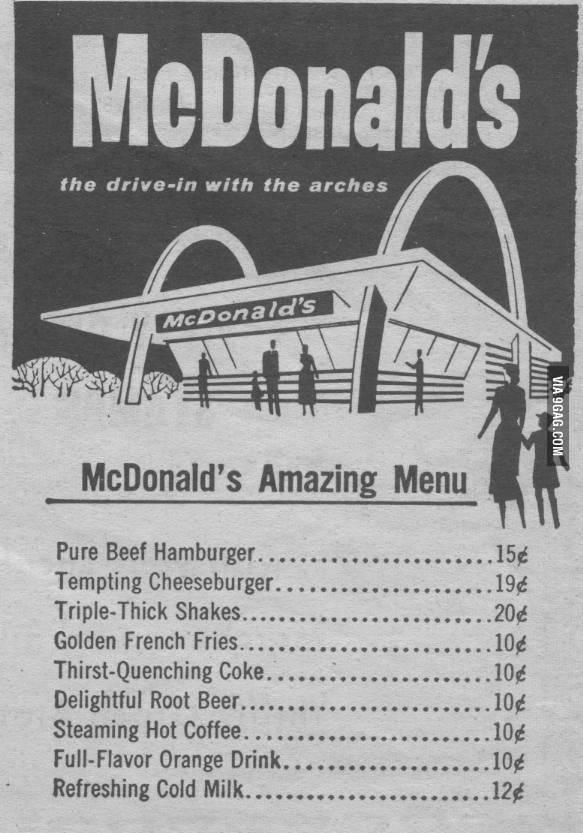 McDonald's
the drive-in with the arches
McDonald's
VIA 9GAG.COM
McDonald's Amazing Menu
Pure Beef Hamburger.......................15¢
Tempting Cheeseburger.....................19¢
Triple-Thick Shakes........................20¢
Golden French Fries........................10¢
Thirst-Quenching Coke......................10¢
Delightful Root Beer........................10¢
Steaming Hot Coffee........................10¢
Full-Flavor Orange Drink....................10¢
Refreshing Cold Milk........................12¢